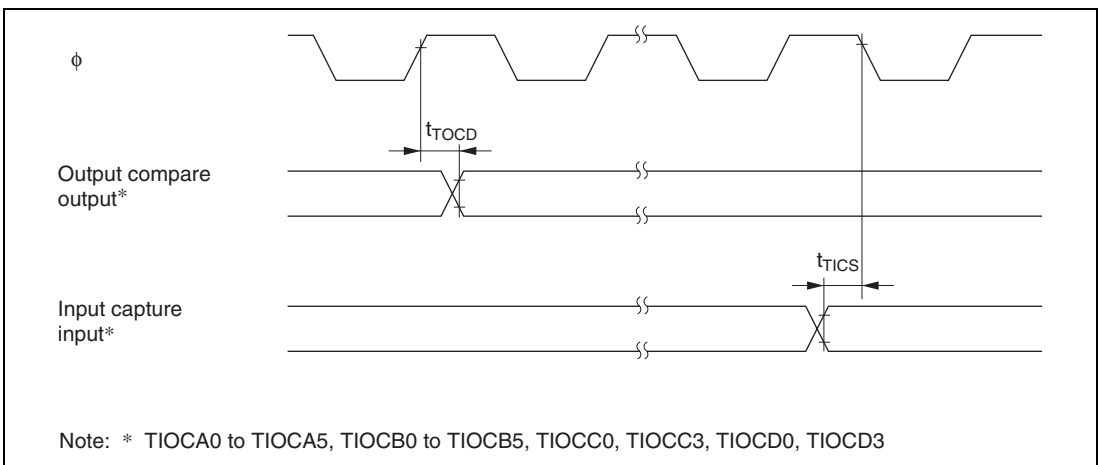 ϕ
tTOCD
Output compare
output*
tTICS
Input capture
input*
Note: * TIOCA0 to TIOCA5, TIOCB0 to TIOCB5, TIOCC0, TIOCC3, TIOCD0, TIOCD3